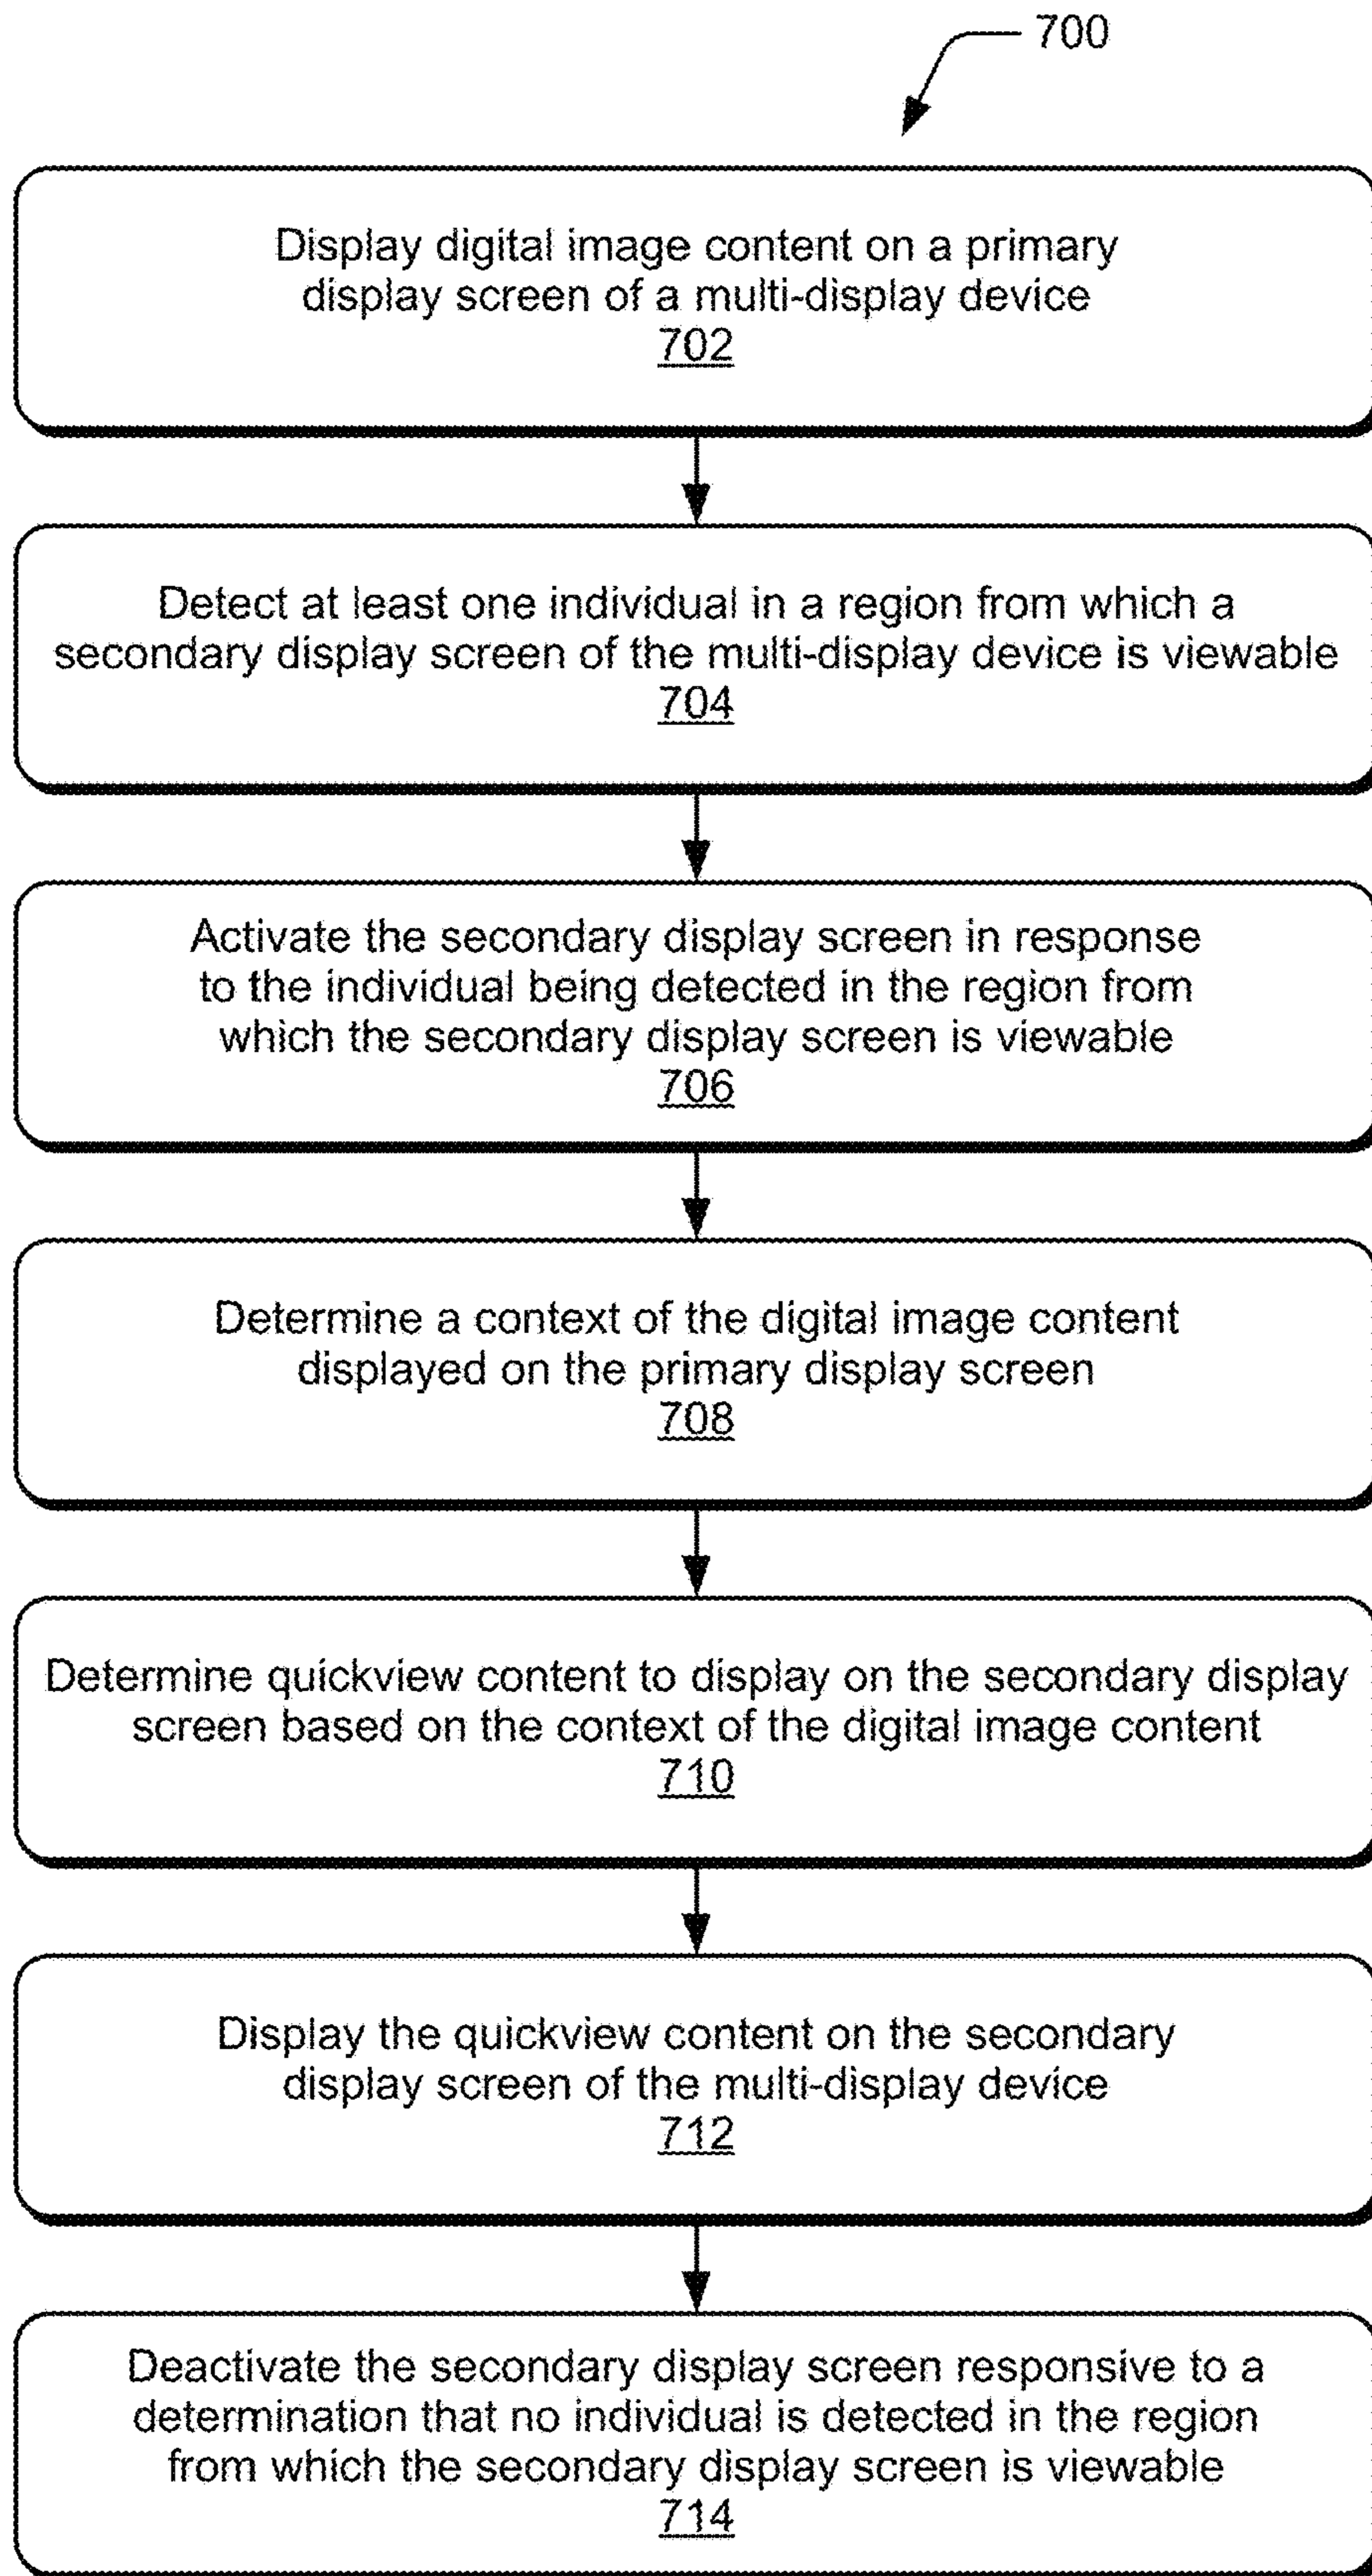 700
Display digital image content on a primary
display screen of a multi-display device
702
Detect at least one individual in a region from which a
secondary display screen of the multi-display device is viewable
704
Activate the secondary display screen in response
to the individual being detected in the region from
which the secondary display screen is viewable
706
Determine a context of the digital image content
displayed on the primary display screen
708
Determine quickview content to display on the secondary display
screen based on the context of the digital image content
710
Display the quickview content on the secondary
display screen of the multi-display device
712
Deactivate the secondary display screen responsive to a
determination that no individual is detected in the region
from which the secondary display screen is viewable
714